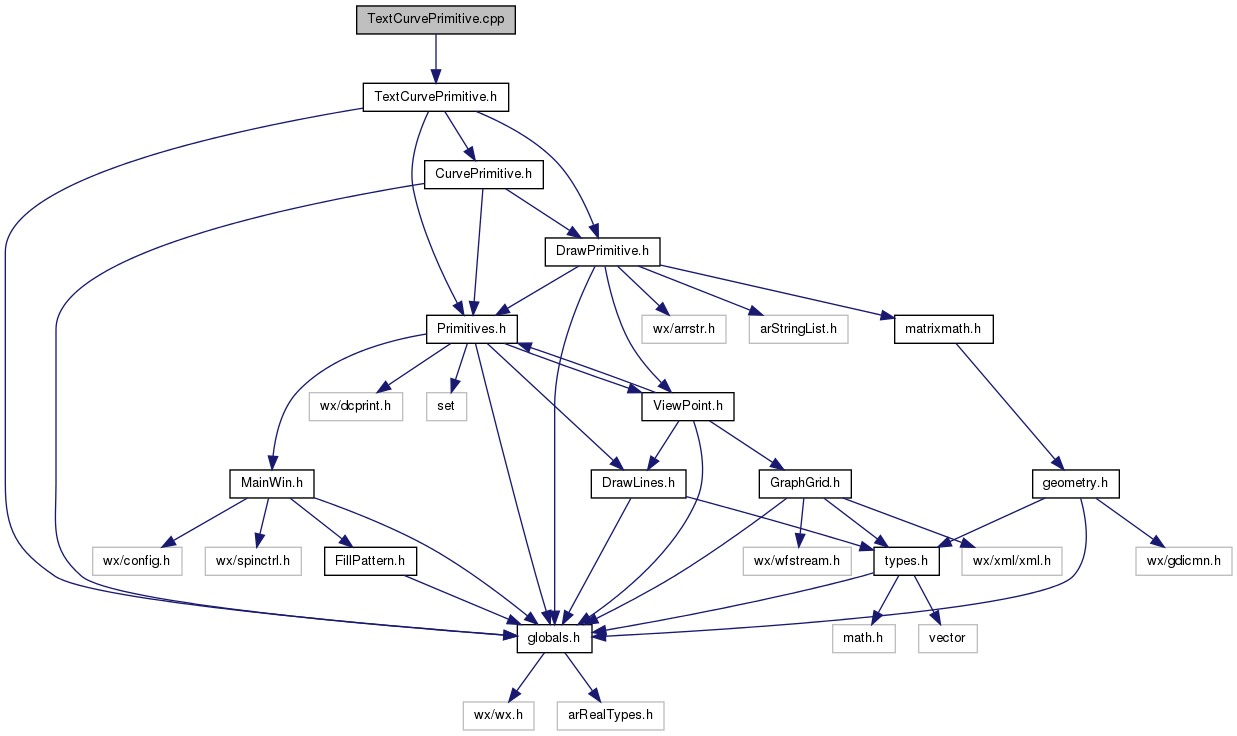 TextCurvePrimitive.cpp
TextCurvePrimitive.h
CurvePrimitive.h
DrawPrimitive.h
Primitives.h
wx/arrstr.h
arStringList.h
matrixmath.h
wx/dcprint.h
set
ViewPoint.h
MainWin.h
DrawLines.h
GraphGrid.h
geometry.h
wx/config.h
wx/spinctrl.h
FillPattern.h
wx/wfstream.h
types.h
wx/xml/xml.h
wx/gdicmn.h
globals.h
math.h
vector
wx/wx.h
arRealTypes.h